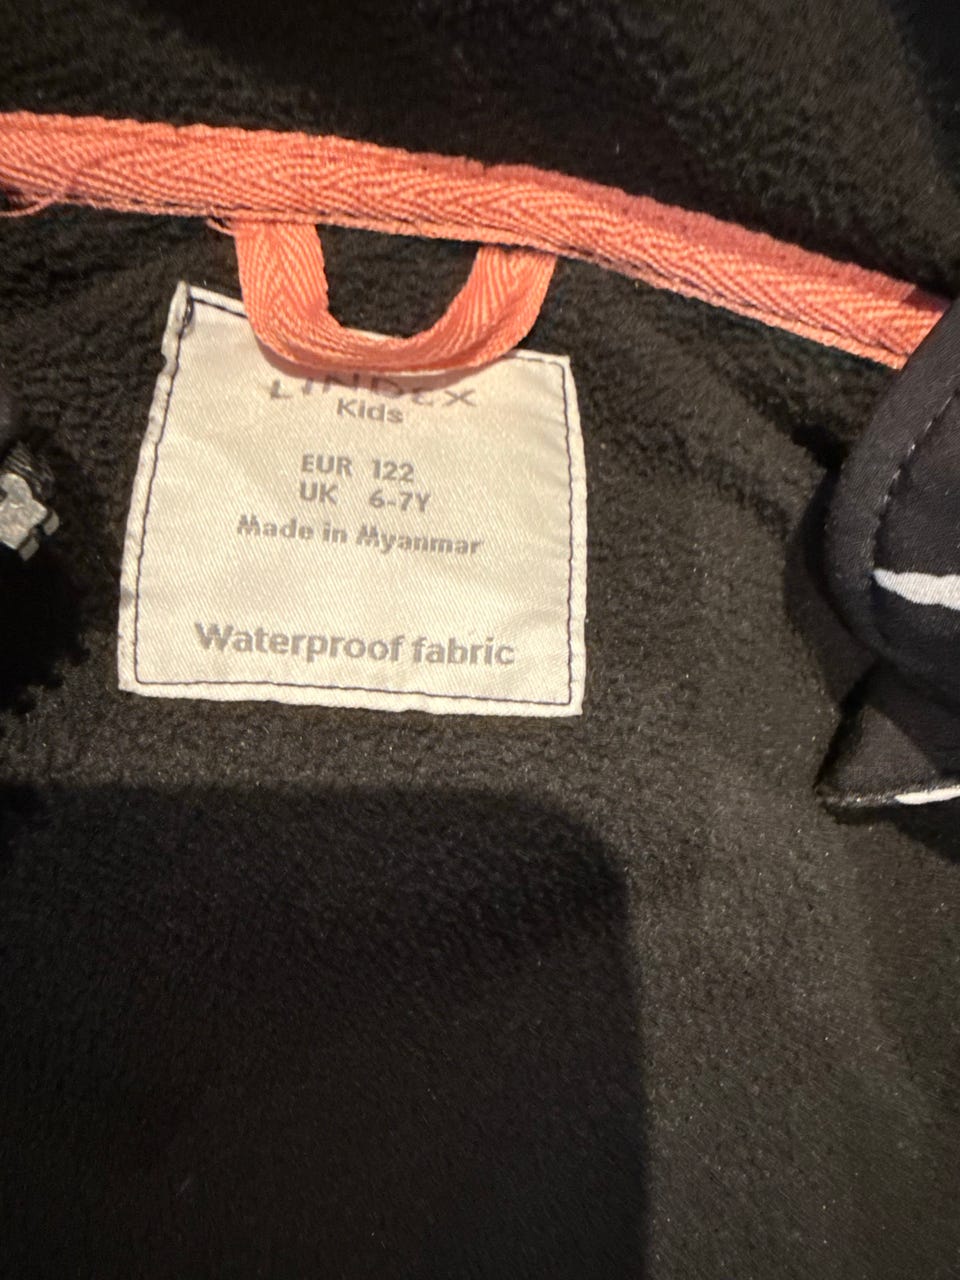 LINDEX
Kids
EUR 122
UK 6-7Y
Made in Myanmar
Waterproof fabric